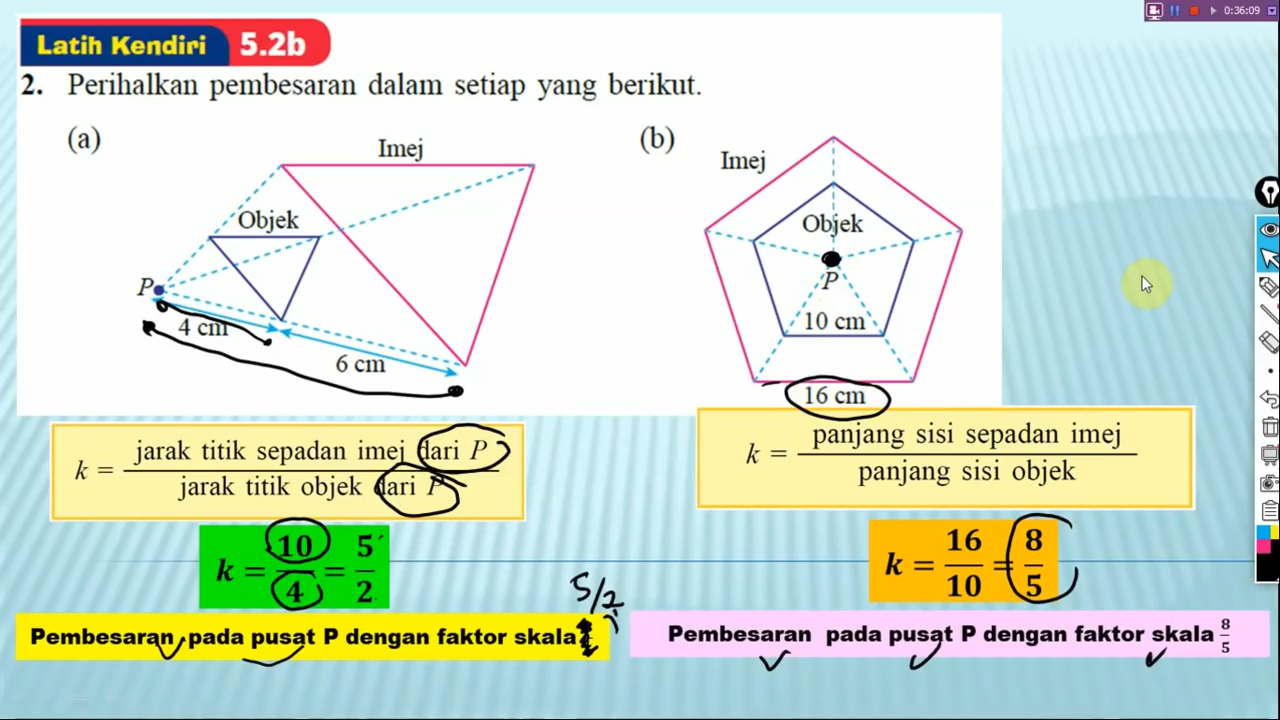 0:36:09
Latih Kendiri 5.2b
2. Perihalkan pembesaran dalam setiap yang berikut.
(a)
Imej
Objek
P
4 cm
6 cm
(b)
Imej
Objek
P
10 cm
16 cm
k = jarak titik sepadan imej dari P / jarak titik objek dari P
k = panjang sisi sepadan imej / panjang sisi objek
k = 10/4 = 5/2
k = 16/10 = 8/5
5/2
Pembesaran pada pusat P dengan faktor skala
Pembesaran pada pusat P dengan faktor skala 8/5